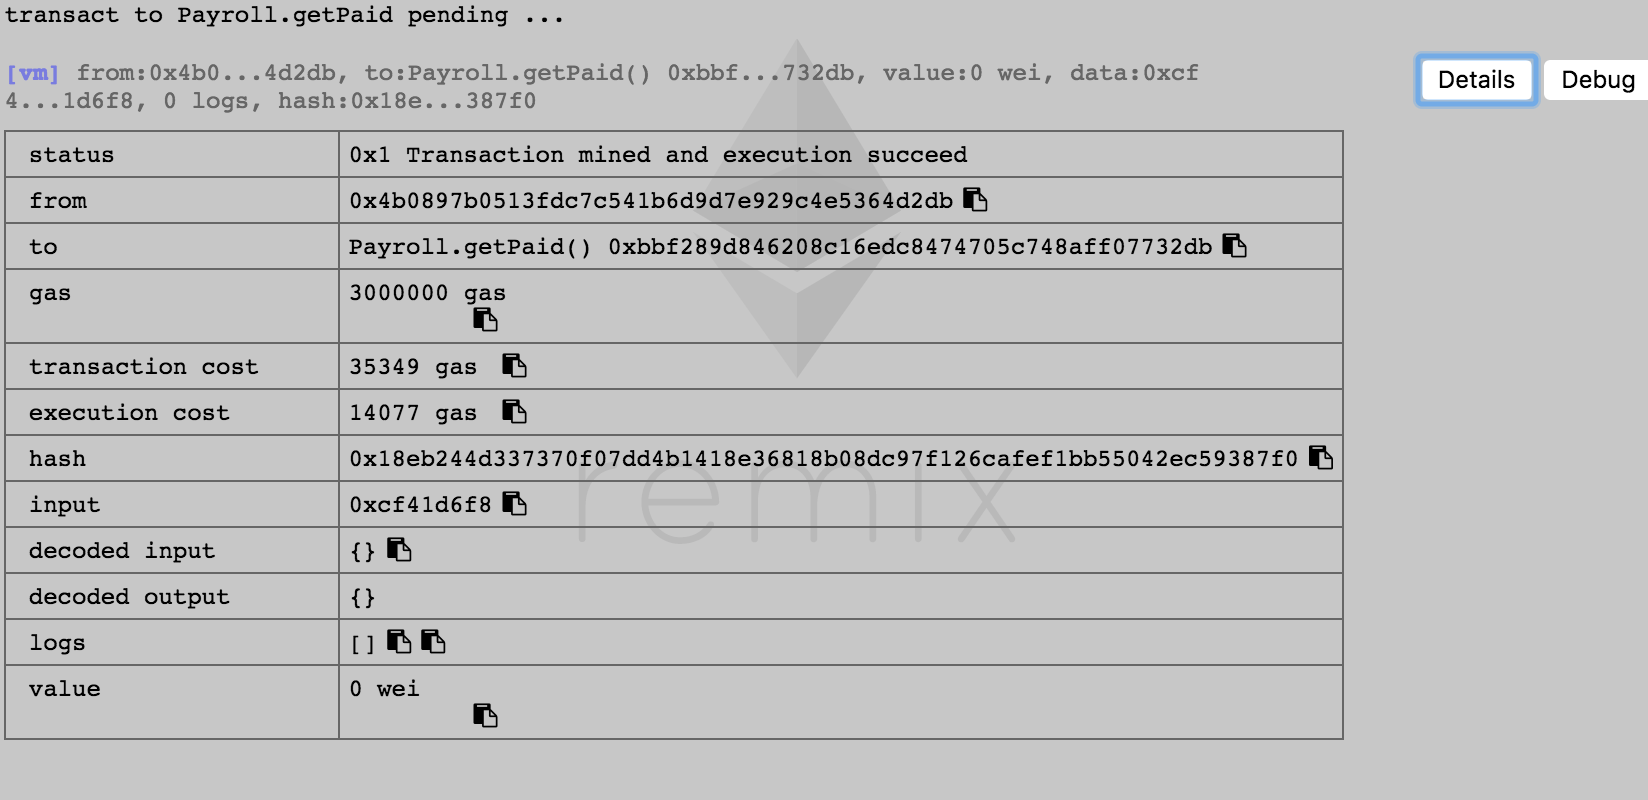 transact to Payroll.getPaid pending ...
[vm] from:0x4b0...4d2db, to:Payroll.getPaid() 0xbbf...732db, value:0 wei, data:0xcf
4...1d6f8, 0 logs, hash:0x18e...387f0
Details
Debug
status 0x1 Transaction mined and execution succeed
from 0x4b0897b0513fdc7c541b6d9d7e929c4e5364d2db
to Payroll.getPaid() 0xbbf289d846208c16edc8474705c748aff07732db
gas 3000000 gas
transaction cost 35349 gas
execution cost 14077 gas
hash 0x18eb244d337370f07dd4b1418e36818b08dc97f126cafef1bb55042ec59387f0
input 0xcf41d6f8
decoded input {}
decoded output {}
logs []
value 0 wei
remix